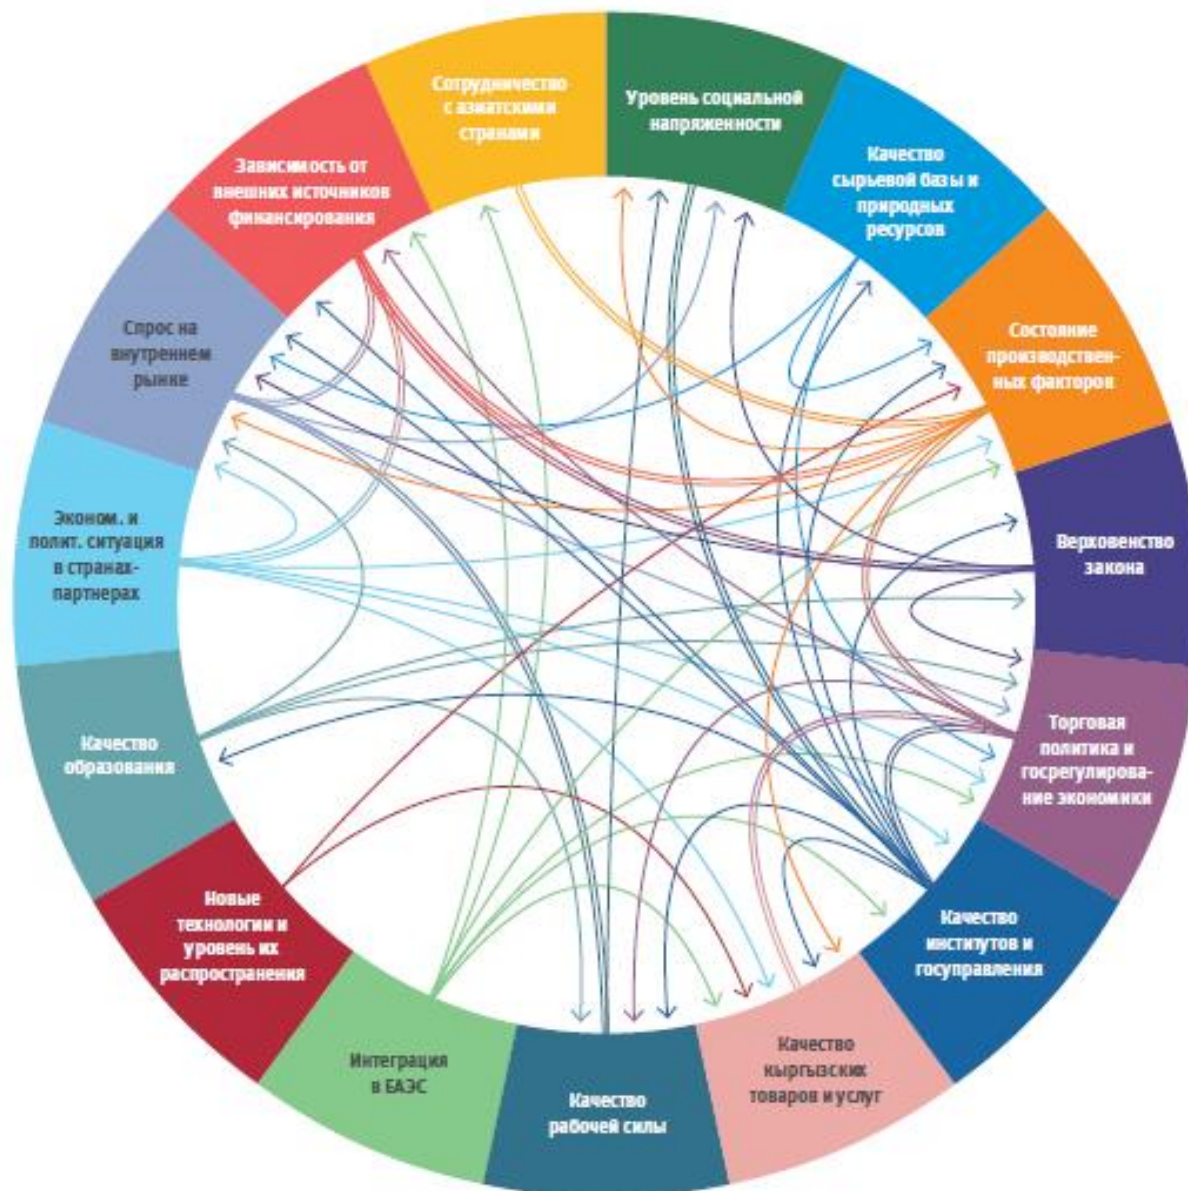 Сотрудничество
с азиатскими
странами
Уровень социальной
напряженности
Качество
сырьевой базы и
природных
ресурсов
Состояние
производствен-
ных факторов
Верховенство
закона
Торговая
политика и
госрегулирова-
ние экономики
Качество
институтов и
госуправления
Качество
кыргызских
товаров и услуг
Качество
рабочей силы
Интеграция
в БАЭС
Новые
технологии и
уровень их
распространения
Качество
образования
Эконом. и
полит. ситуация
в странах-
партнерах
Спрос на
внутреннем
рынке
Зависимость от
внешних источников
финансирования